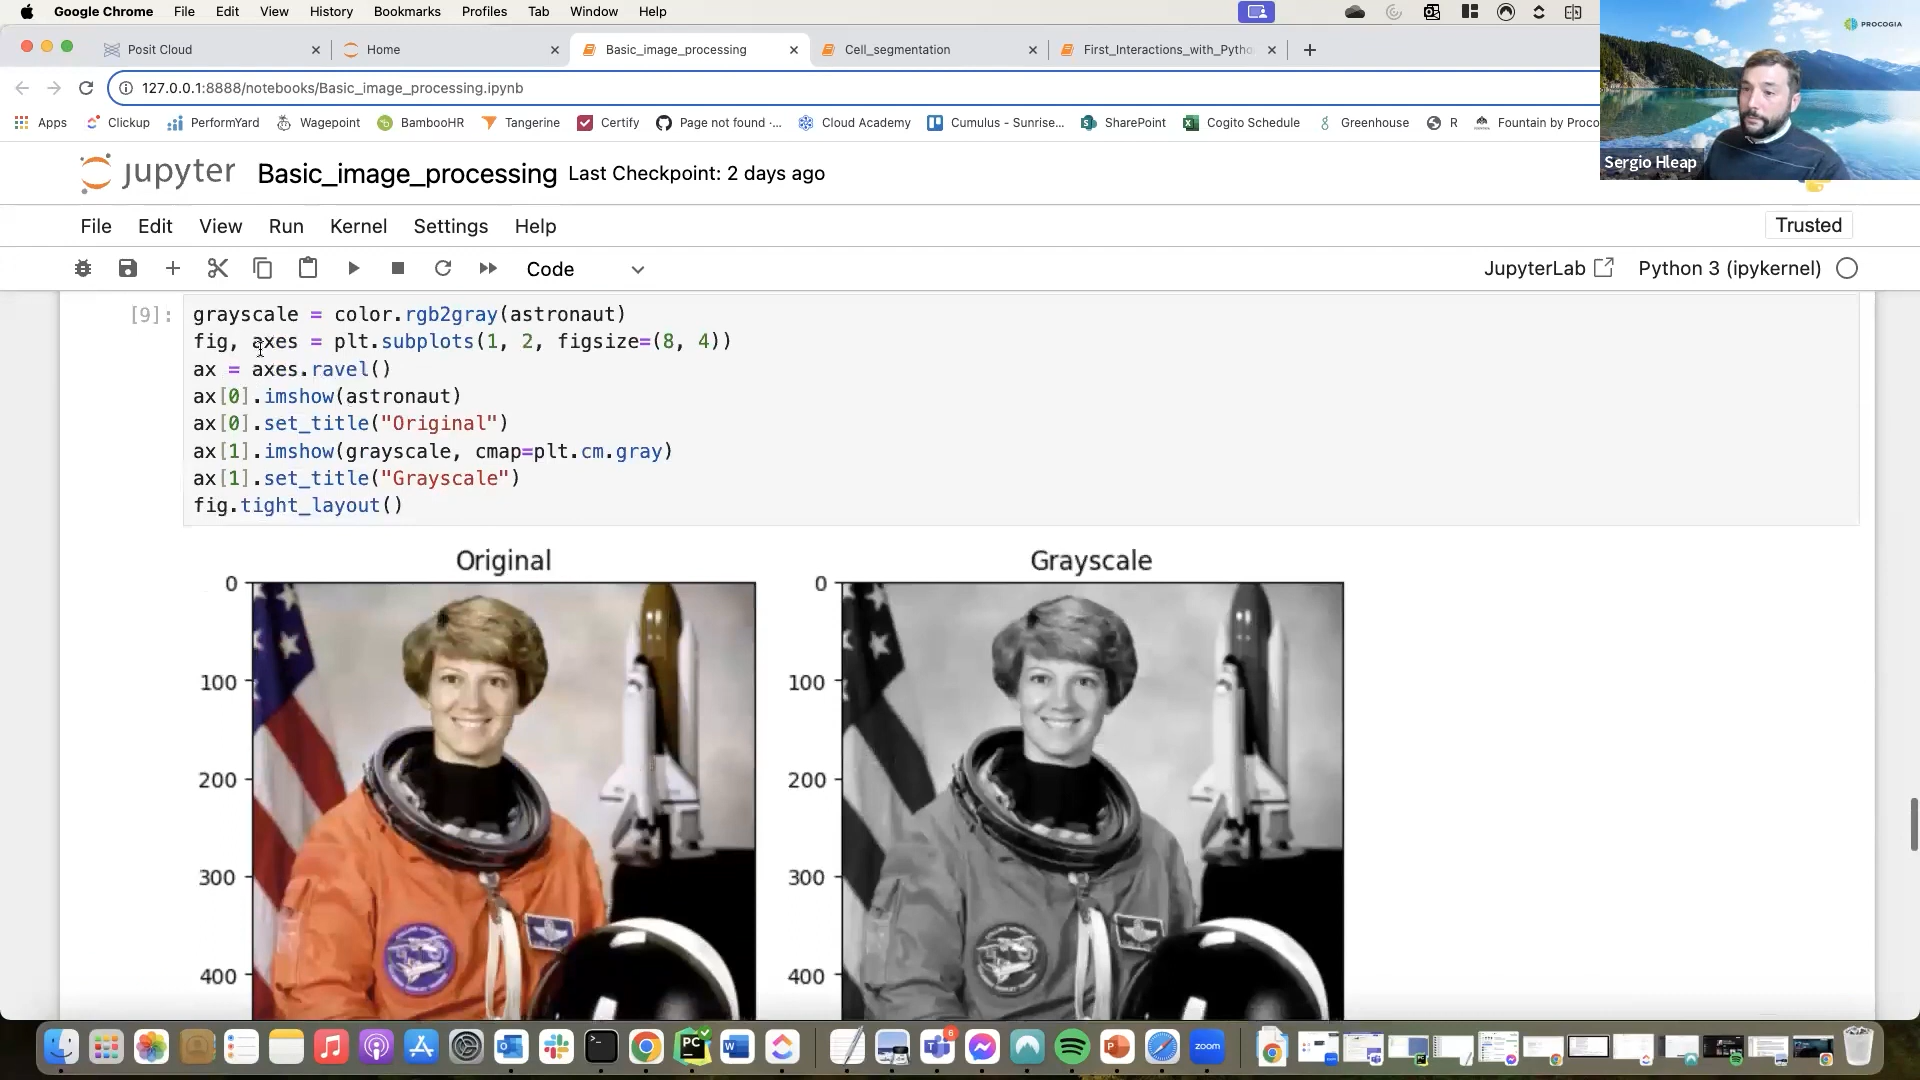 Google Chrome File Edit View History Bookmarks Profiles Tab Window Help
PROCOGIA
Posit Cloud Home Basic_image_processing Cell_segmentation First_Interactions_with_Pytho
127.0.0.1:8888/notebooks/Basic_image_processing.ipynb
Apps Clickup PerformYard Wagepoint BambooHR Tangerine Certify Page not found ·... Cloud Academy Cumulus - Sunrise... SharePoint Cogito Schedule Greenhouse R Fountain by Proco
Sergio Hleap
jupyter Basic_image_processing Last Checkpoint: 2 days ago
File Edit View Run Kernel Settings Help Trusted
Code JupyterLab Python 3 (ipykernel)
[9]: grayscale = color.rgb2gray(astronaut)
fig, axes = plt.subplots(1, 2, figsize=(8, 4))
ax = axes.ravel()
ax[0].imshow(astronaut)
ax[0].set_title("Original")
ax[1].imshow(grayscale, cmap=plt.cm.gray)
ax[1].set_title("Grayscale")
fig.tight_layout()
Original Grayscale
0 0
100 100
200 200
300 300
400 400
PC W 8 P zoom